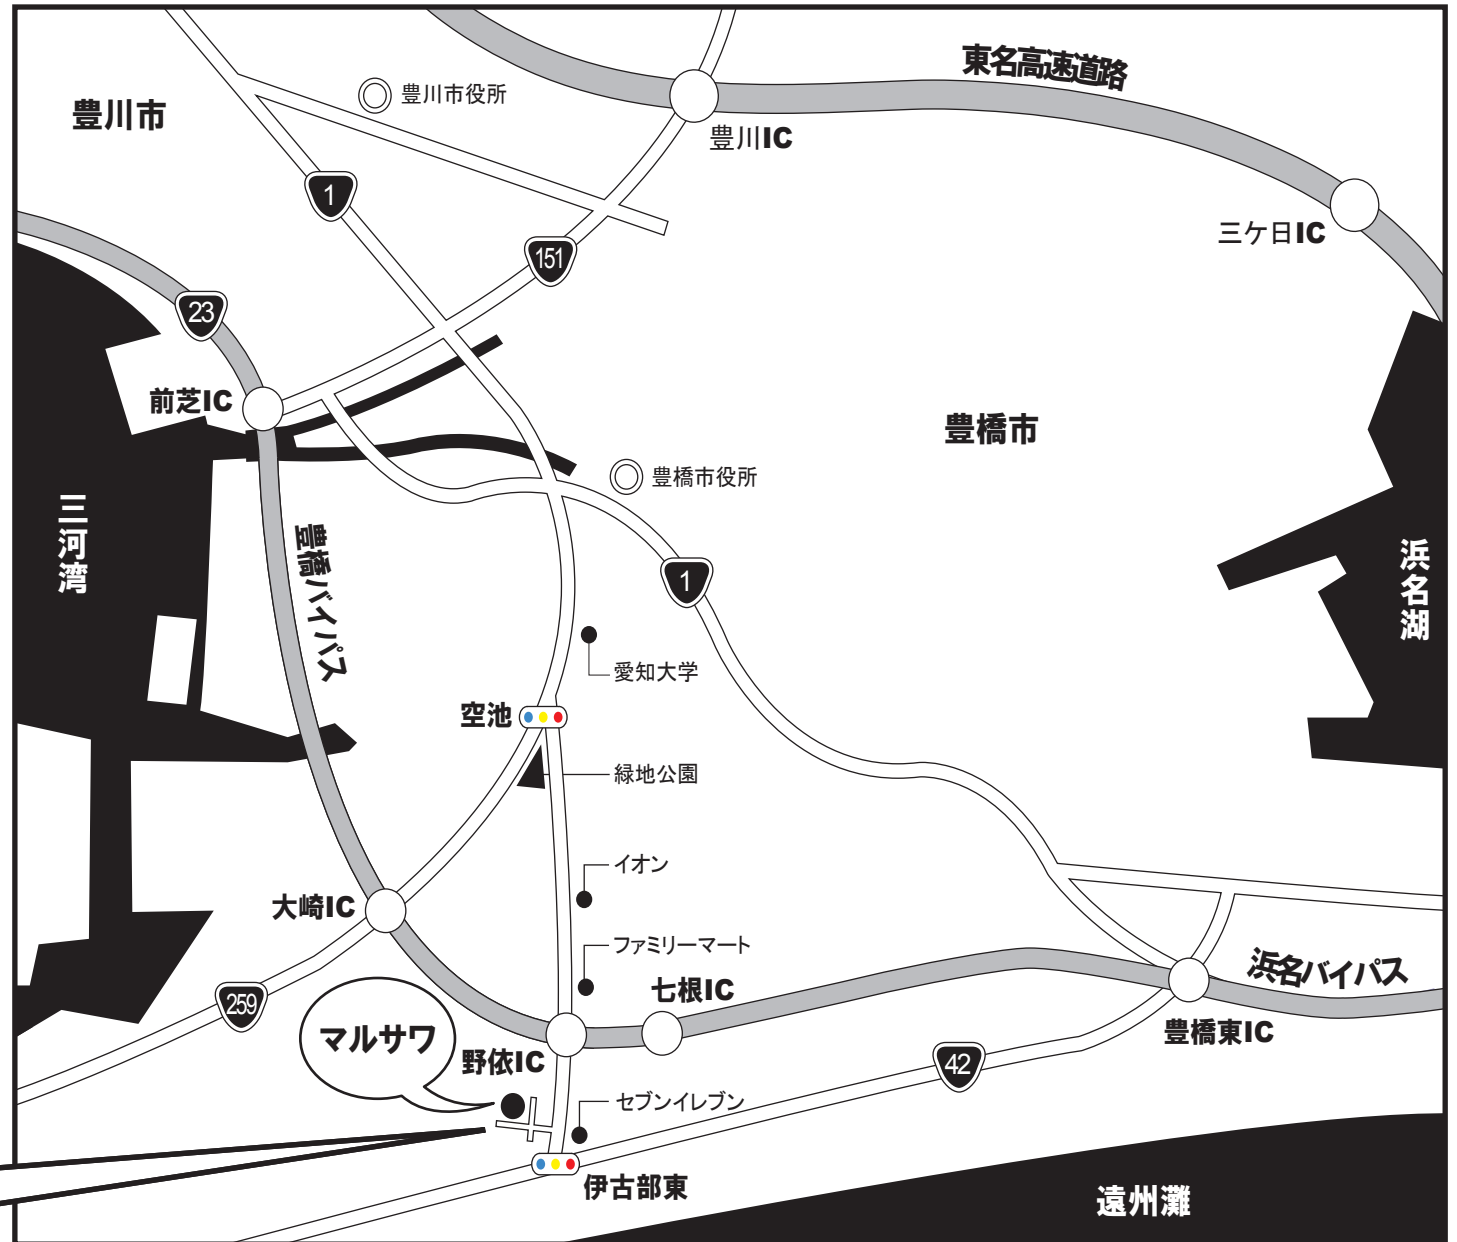 東名高速道路
豊川市役所
豊川市
豊川IC
1
三ケ日IC
151
23
前芝IC
豊橋市
豊橋市役所
三河湾
豊橋バイパス
浜名湖
1
愛知大学
空池
緑地公園
イオン
大崎IC
ファミリーマート
浜名バイパス
七根IC
259
マルサワ
豊橋東IC
野依IC
42
セブンイレブン
伊古部東
遠州灘